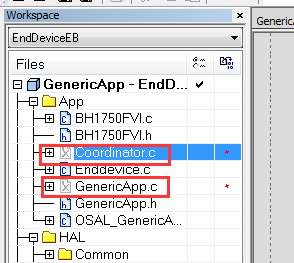 Workspace
Generic
EndDeviceEB
Files
GenericApp - EndD...
App
BH1750FVI.c
BH1750FVI.h
Coordinator.c
Enddevice.c
GenericApp.c
GenericApp.h
OSAL_GenericA...
HAL
Common